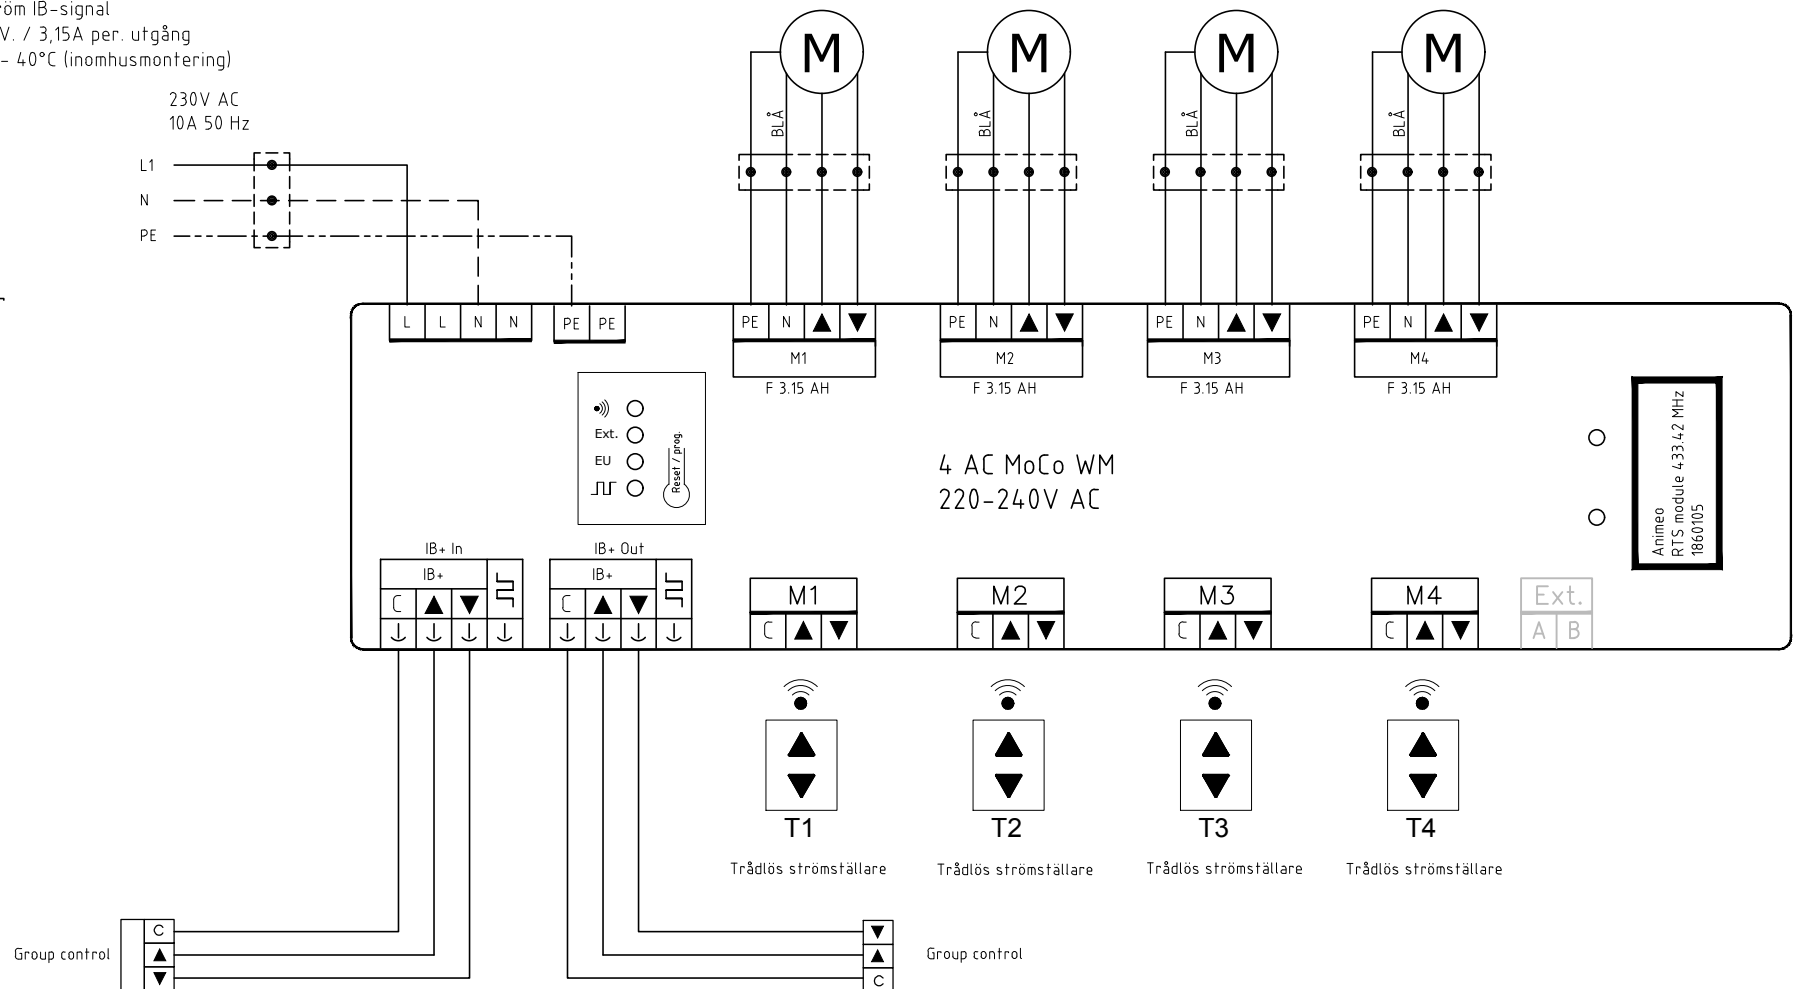 öm IB-signal
V. / 3,15A per. utgång
- 40°C (inomhusmontering)
230V AC
10A 50 Hz
L1
N
PE
M M M M
BLÅ BLÅ BLÅ BLÅ
L L N N PE PE
PE N ▲ ▼ PE N ▲ ▼ PE N ▲ ▼ PE N ▲ ▼
M1 M2 M3 M4
F 3.15 AH F 3.15 AH F 3.15 AH F 3.15 AH
Ext.
EU
Reset / prog.
4 AC MoCo WM
220-240V AC
Animeo
RTS module 433.42 MHz
1860105
IB+ In
IB+
C ▲ ▼
IB+ Out
IB+
C ▲ ▼
M1 M2 M3 M4 Ext.
C ▲ ▼ C ▲ ▼ C ▲ ▼ C ▲ ▼ A B
T1 T2 T3 T4
Trådlös strömställare Trådlös strömställare Trådlös strömställare Trådlös strömställare
Group control
C
▲
▼
▼
▲
C
Group control